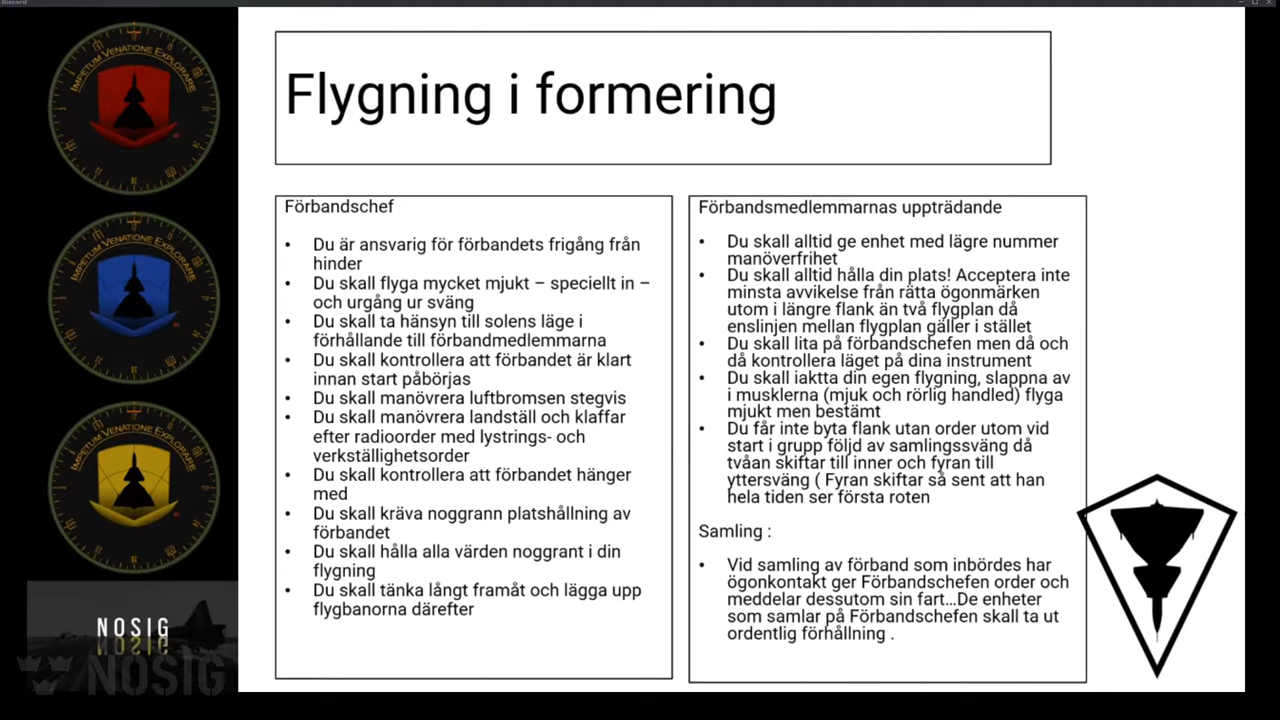 Discord
IMPETUM VENATIONE EXPLORARE
IMPETUM VENATIONE EXPLORARE
IMPETUM VENATIONE EXPLORARE
NOSIG
NOSIG
NOSIG
Flygning i formering
Förbandschef
• Du är ansvarig för förbandets frigång från
hinder
• Du skall flyga mycket mjukt – speciellt in –
och urgång ur sväng
• Du skall ta hänsyn till solens läge i
förhållande till förbandmedlemmarna
• Du skall kontrollera att förbandet är klart
innan start påbörjas
• Du skall manövrera luftbromsen stegvis
• Du skall manövrera landställ och klaffar
efter radioorder med lystrings- och
verkställighetsorder
• Du skall kontrollera att förbandet hänger
med
• Du skall kräva noggrann platshållning av
förbandet
• Du skall hålla alla värden noggrant i din
flygning
• Du skall tänka långt framåt och lägga upp
flygbanorna därefter
Förbandsmedlemmarnas uppträdande
• Du skall alltid ge enhet med lägre nummer
manöverfrihet
• Du skall alltid hålla din plats! Acceptera inte
minsta avvikelse från rätta ögonmärken
utom i längre flank än två flygplan då
enslinjen mellan flygplan gäller i stället
• Du skall lita på förbandschefen men då och
då kontrollera läget på dina instrument
• Du skall iaktta din egen flygning, slappna av
i musklerna (mjuk och rörlig handled) flyga
mjukt men bestämt
• Du får inte byta flank utan order utom vid
start i grupp följd av samlingssväng då
tvåan skiftar till inner och fyran till
yttersväng ( Fyran skiftar så sent att han
hela tiden ser första roten
Samling :
• Vid samling av förband som inbördes har
ögonkontakt ger Förbandschefen order och
meddelar dessutom sin fart…De enheter
som samlar på Förbandschefen skall ta ut
ordentlig förhållning .